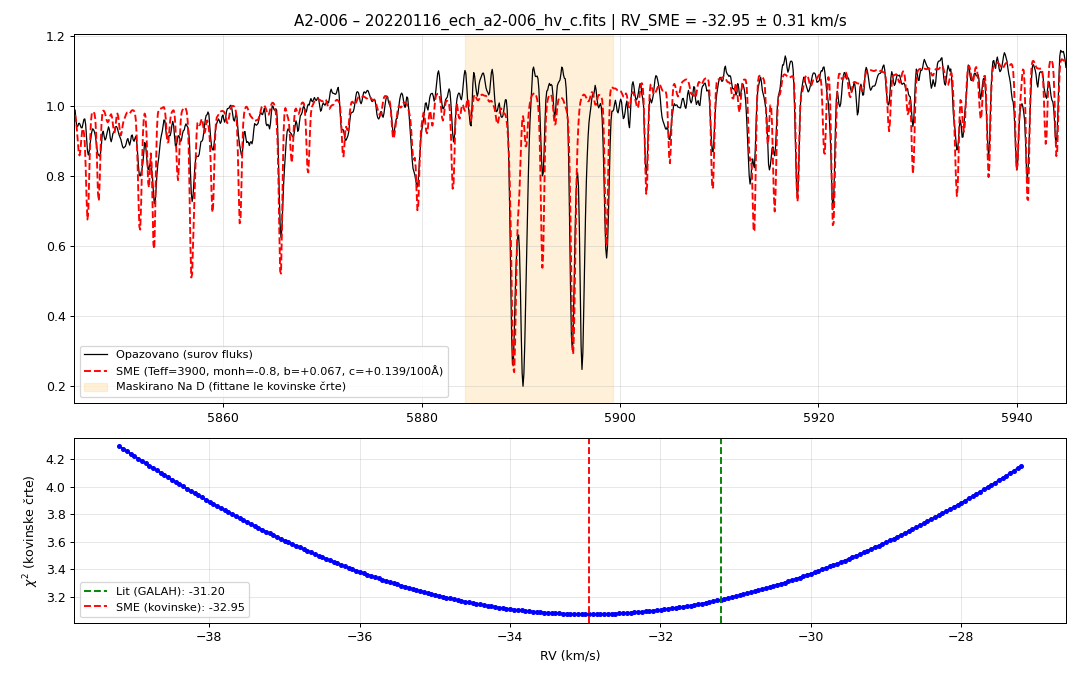 A2-006 – 20220116_ech_a2-006_hv_c.fits | RV_SME = -32.95 ± 0.31 km/s
1.2
1.0
0.8
0.6
0.4
0.2
Opazovano (surov fluks)
SME (Teff=3900, monh=-0.8, b=+0.067, c=+0.139/100Å)
Maskirano Na D (fittane le kovinske črte)
5860 5880 5900 5920 5940
4.2
4.0
3.8
3.6
3.4
3.2
χ² (kovinske črte)
Lit (GALAH): -31.20
SME (kovinske): -32.95
−38 −36 −34 −32 −30 −28
RV (km/s)